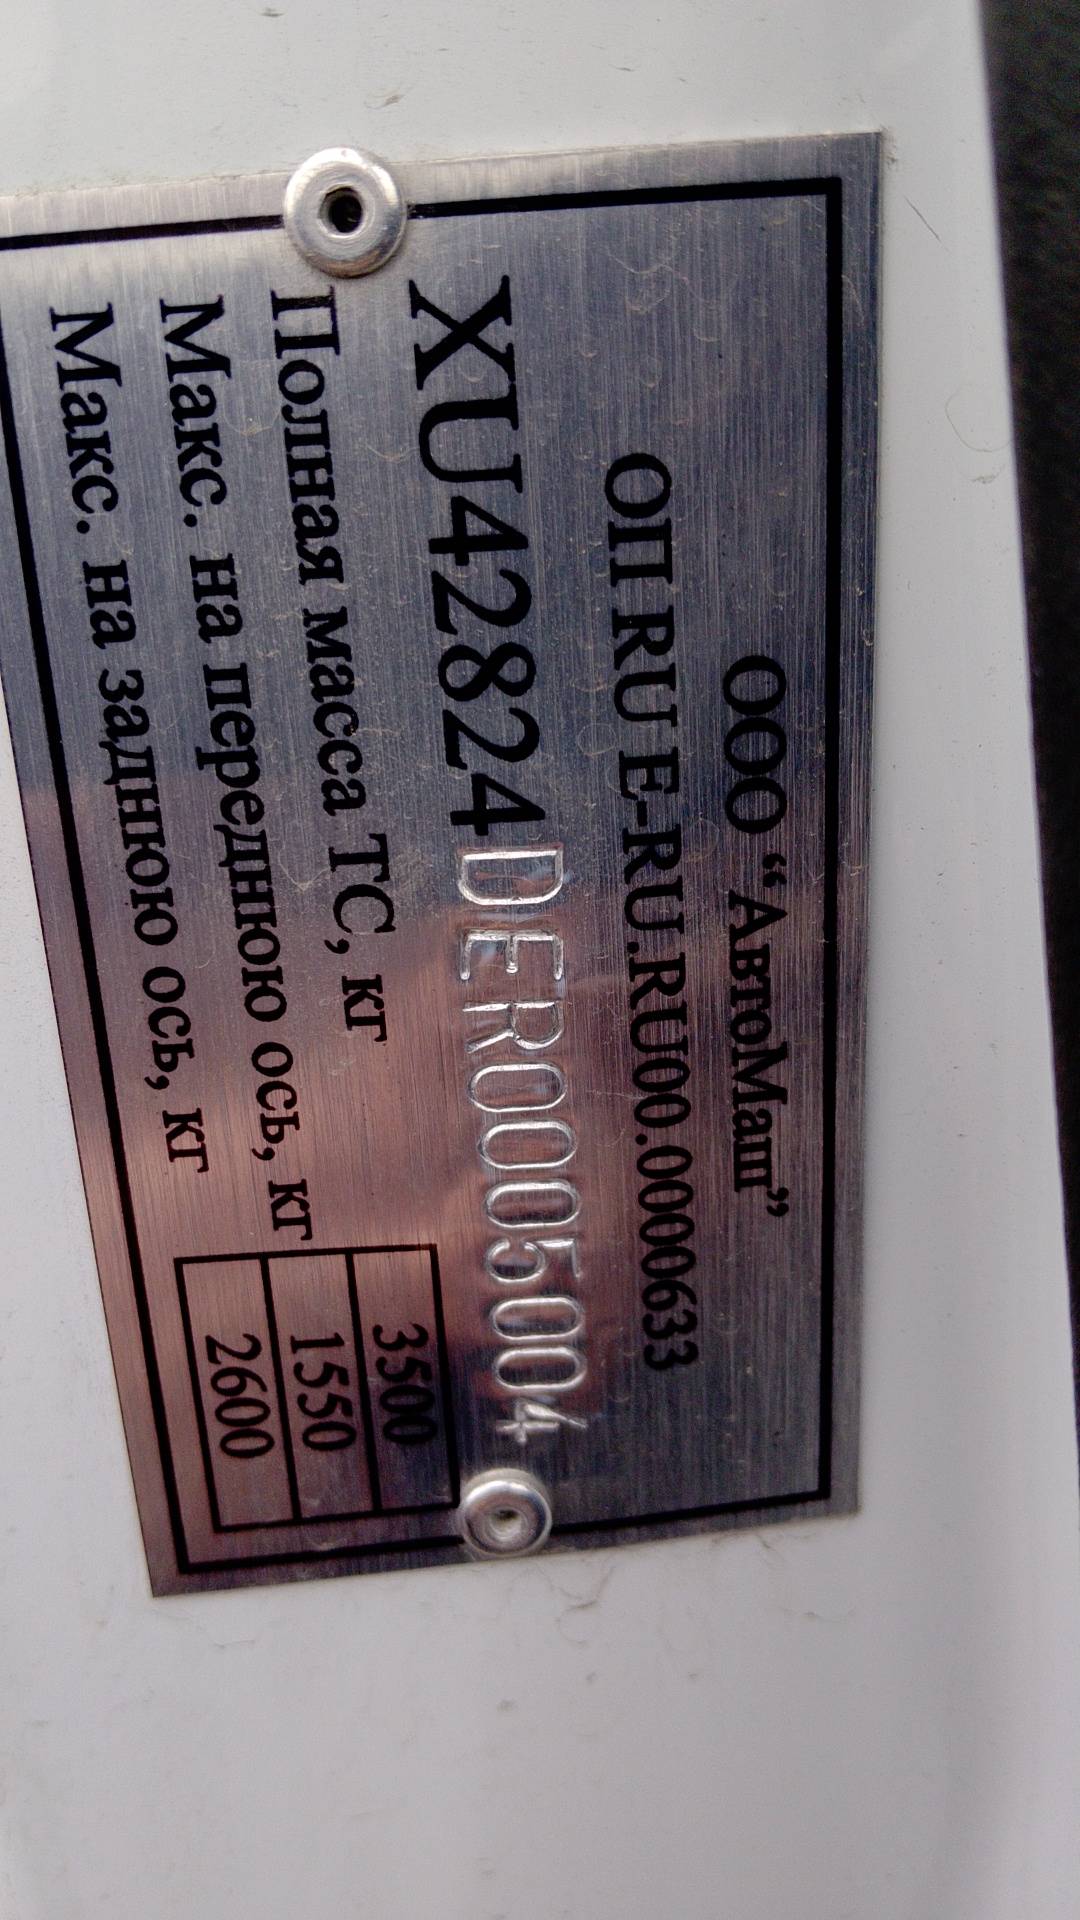 ООО “АвтоМаш”
ОП RU E-RU.RU00.0000633
XU42824DER0005004
Полная масса ТС, кг 3500
Макс. на переднюю ось, кг 1550
Макс. на заднюю ось, кг 2600